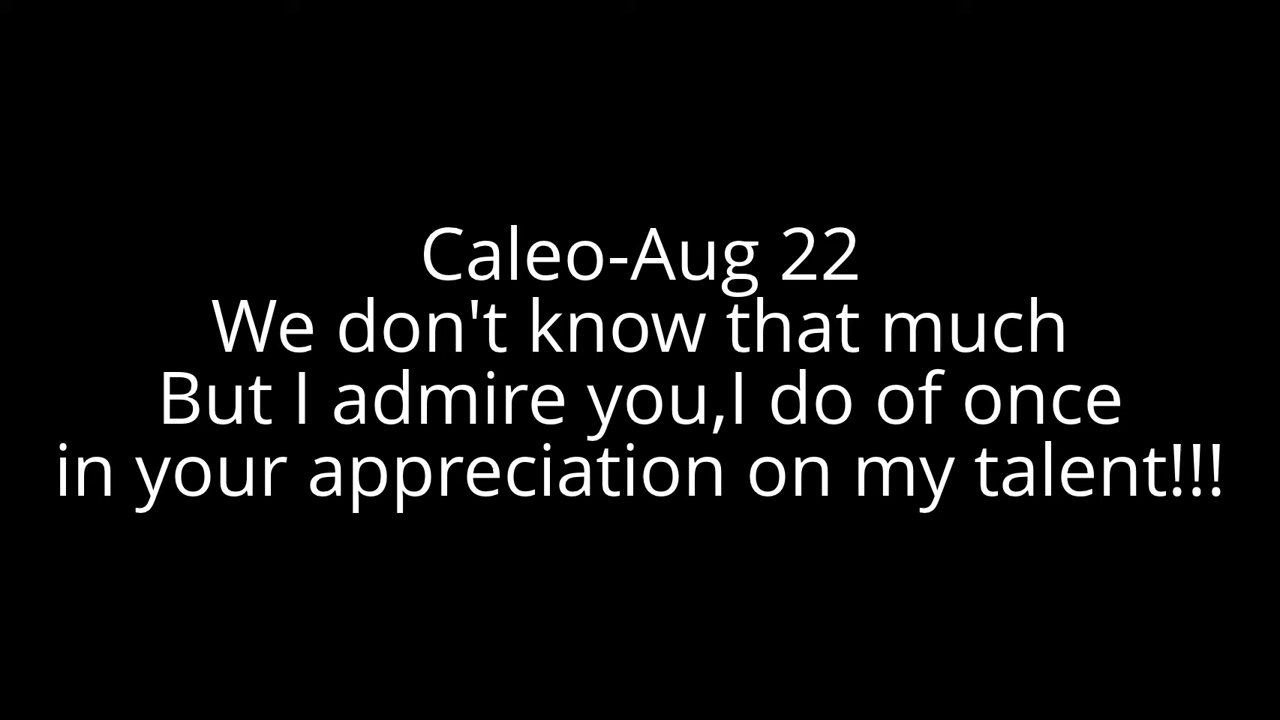 Caleo-Aug 22
We don't know that much
But I admire you,I do of once
in your appreciation on my talent!!!